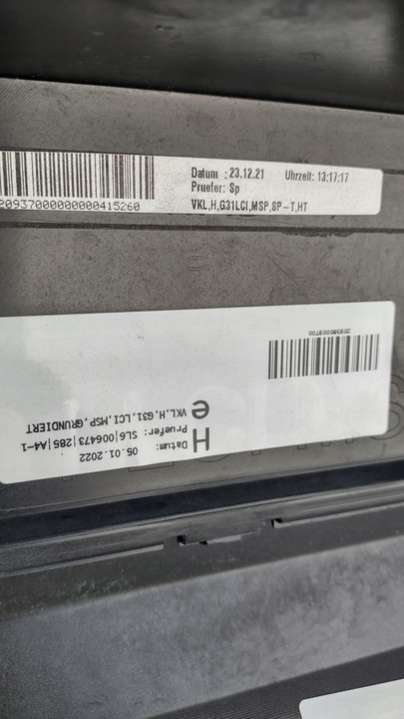 Datum : 23.12.21 Uhrzeit: 13:17:17
Pruefer: Sp
VKL,H,G31LCI,MSP,SP-T,HT
Datum:
05.01.2022
H
Pruefer: SL6|006473|285|A4-1
e
VKL,H,G31,LCI,MSP,GRUNDIERT